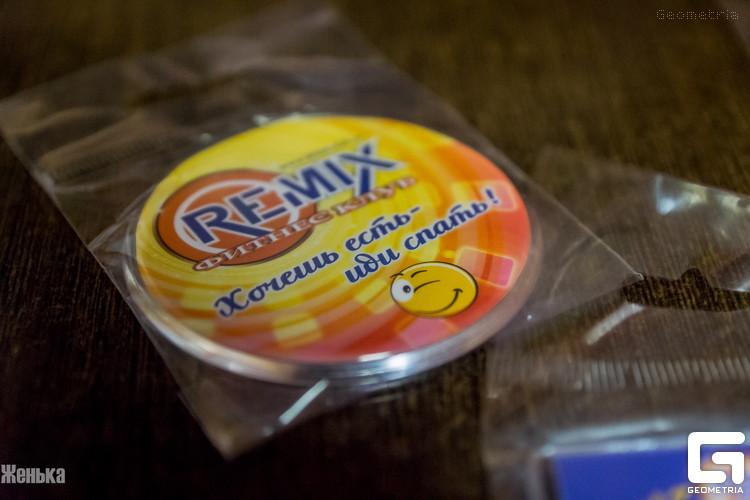 Geometria
REMIX
ФИТНЕС КЛУБ
Хочешь есть-
иди спать!
Женька
GEOMETRIA